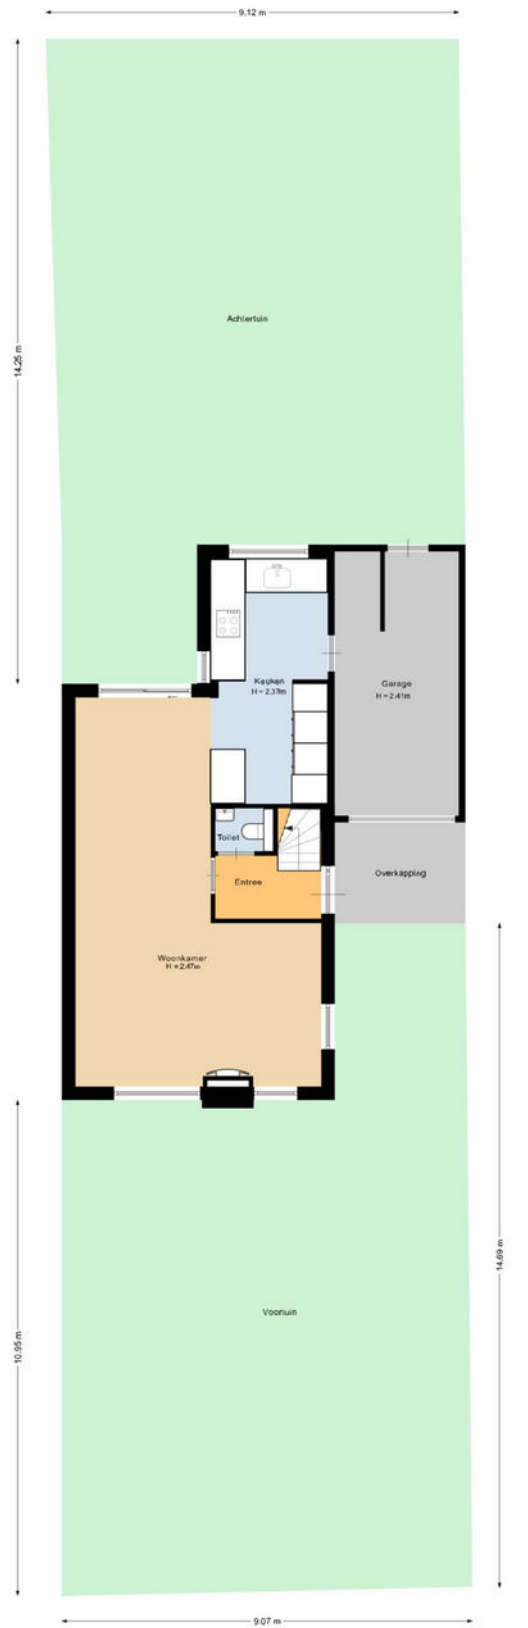 9.12 m
Achtertuin
14.25 m
Keuken
H = 2.37m
Garage
H = 2.41m
Toilet
Entree
Overkapping
Woonkamer
H = 2.47m
Voortuin
14.69 m
10.95 m
9.07 m